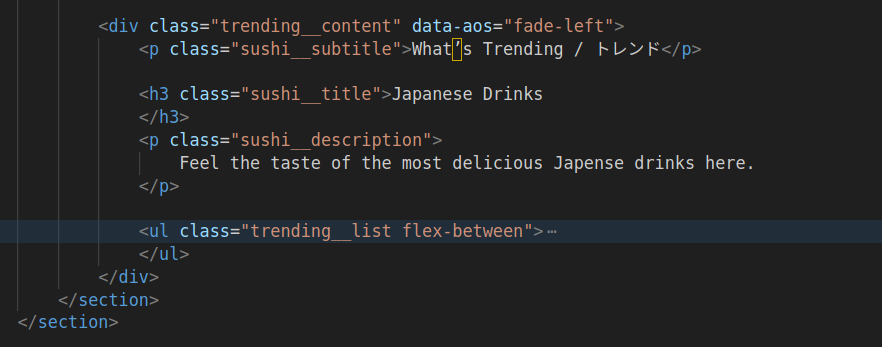 <div class="trending__content" data-aos="fade-left">
<p class="sushi__subtitle">What’s Trending / トレンド</p>
<h3 class="sushi__title">Japanese Drinks
</h3>
<p class="sushi__description">
Feel the taste of the most delicious Japense drinks here.
</p>
<ul class="trending__list flex-between">⋯
</ul>
</div>
</section>
</section>